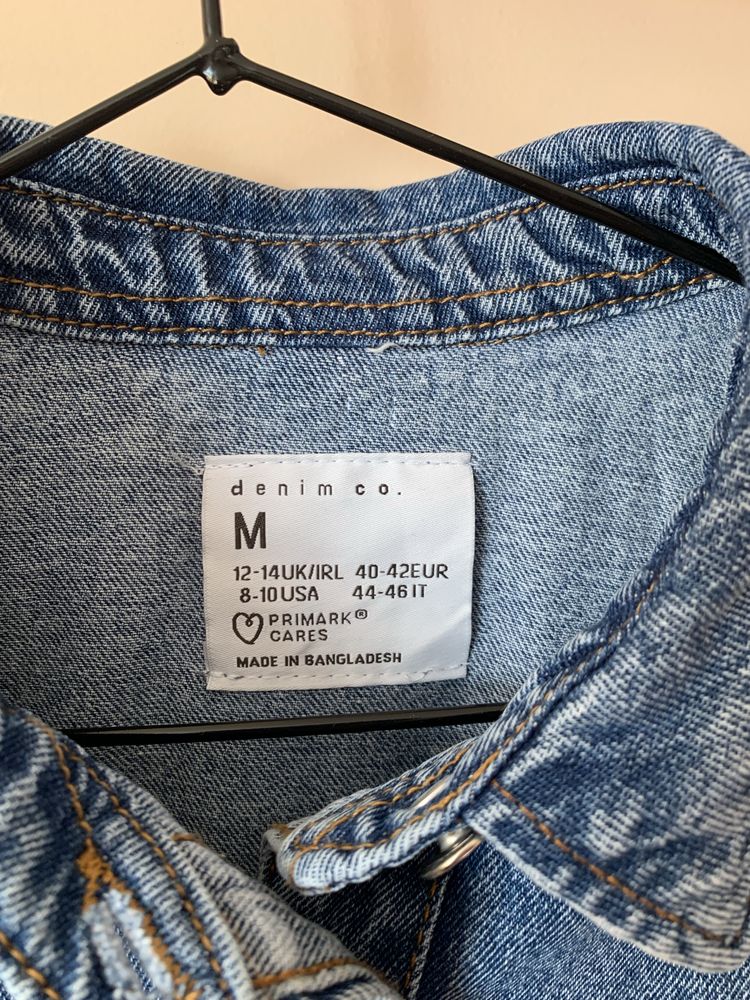 denim co.
M
12-14UK/IRL 40-42EUR
8-10USA 44-46IT
PRIMARK®
CARES
MADE IN BANGLADESH